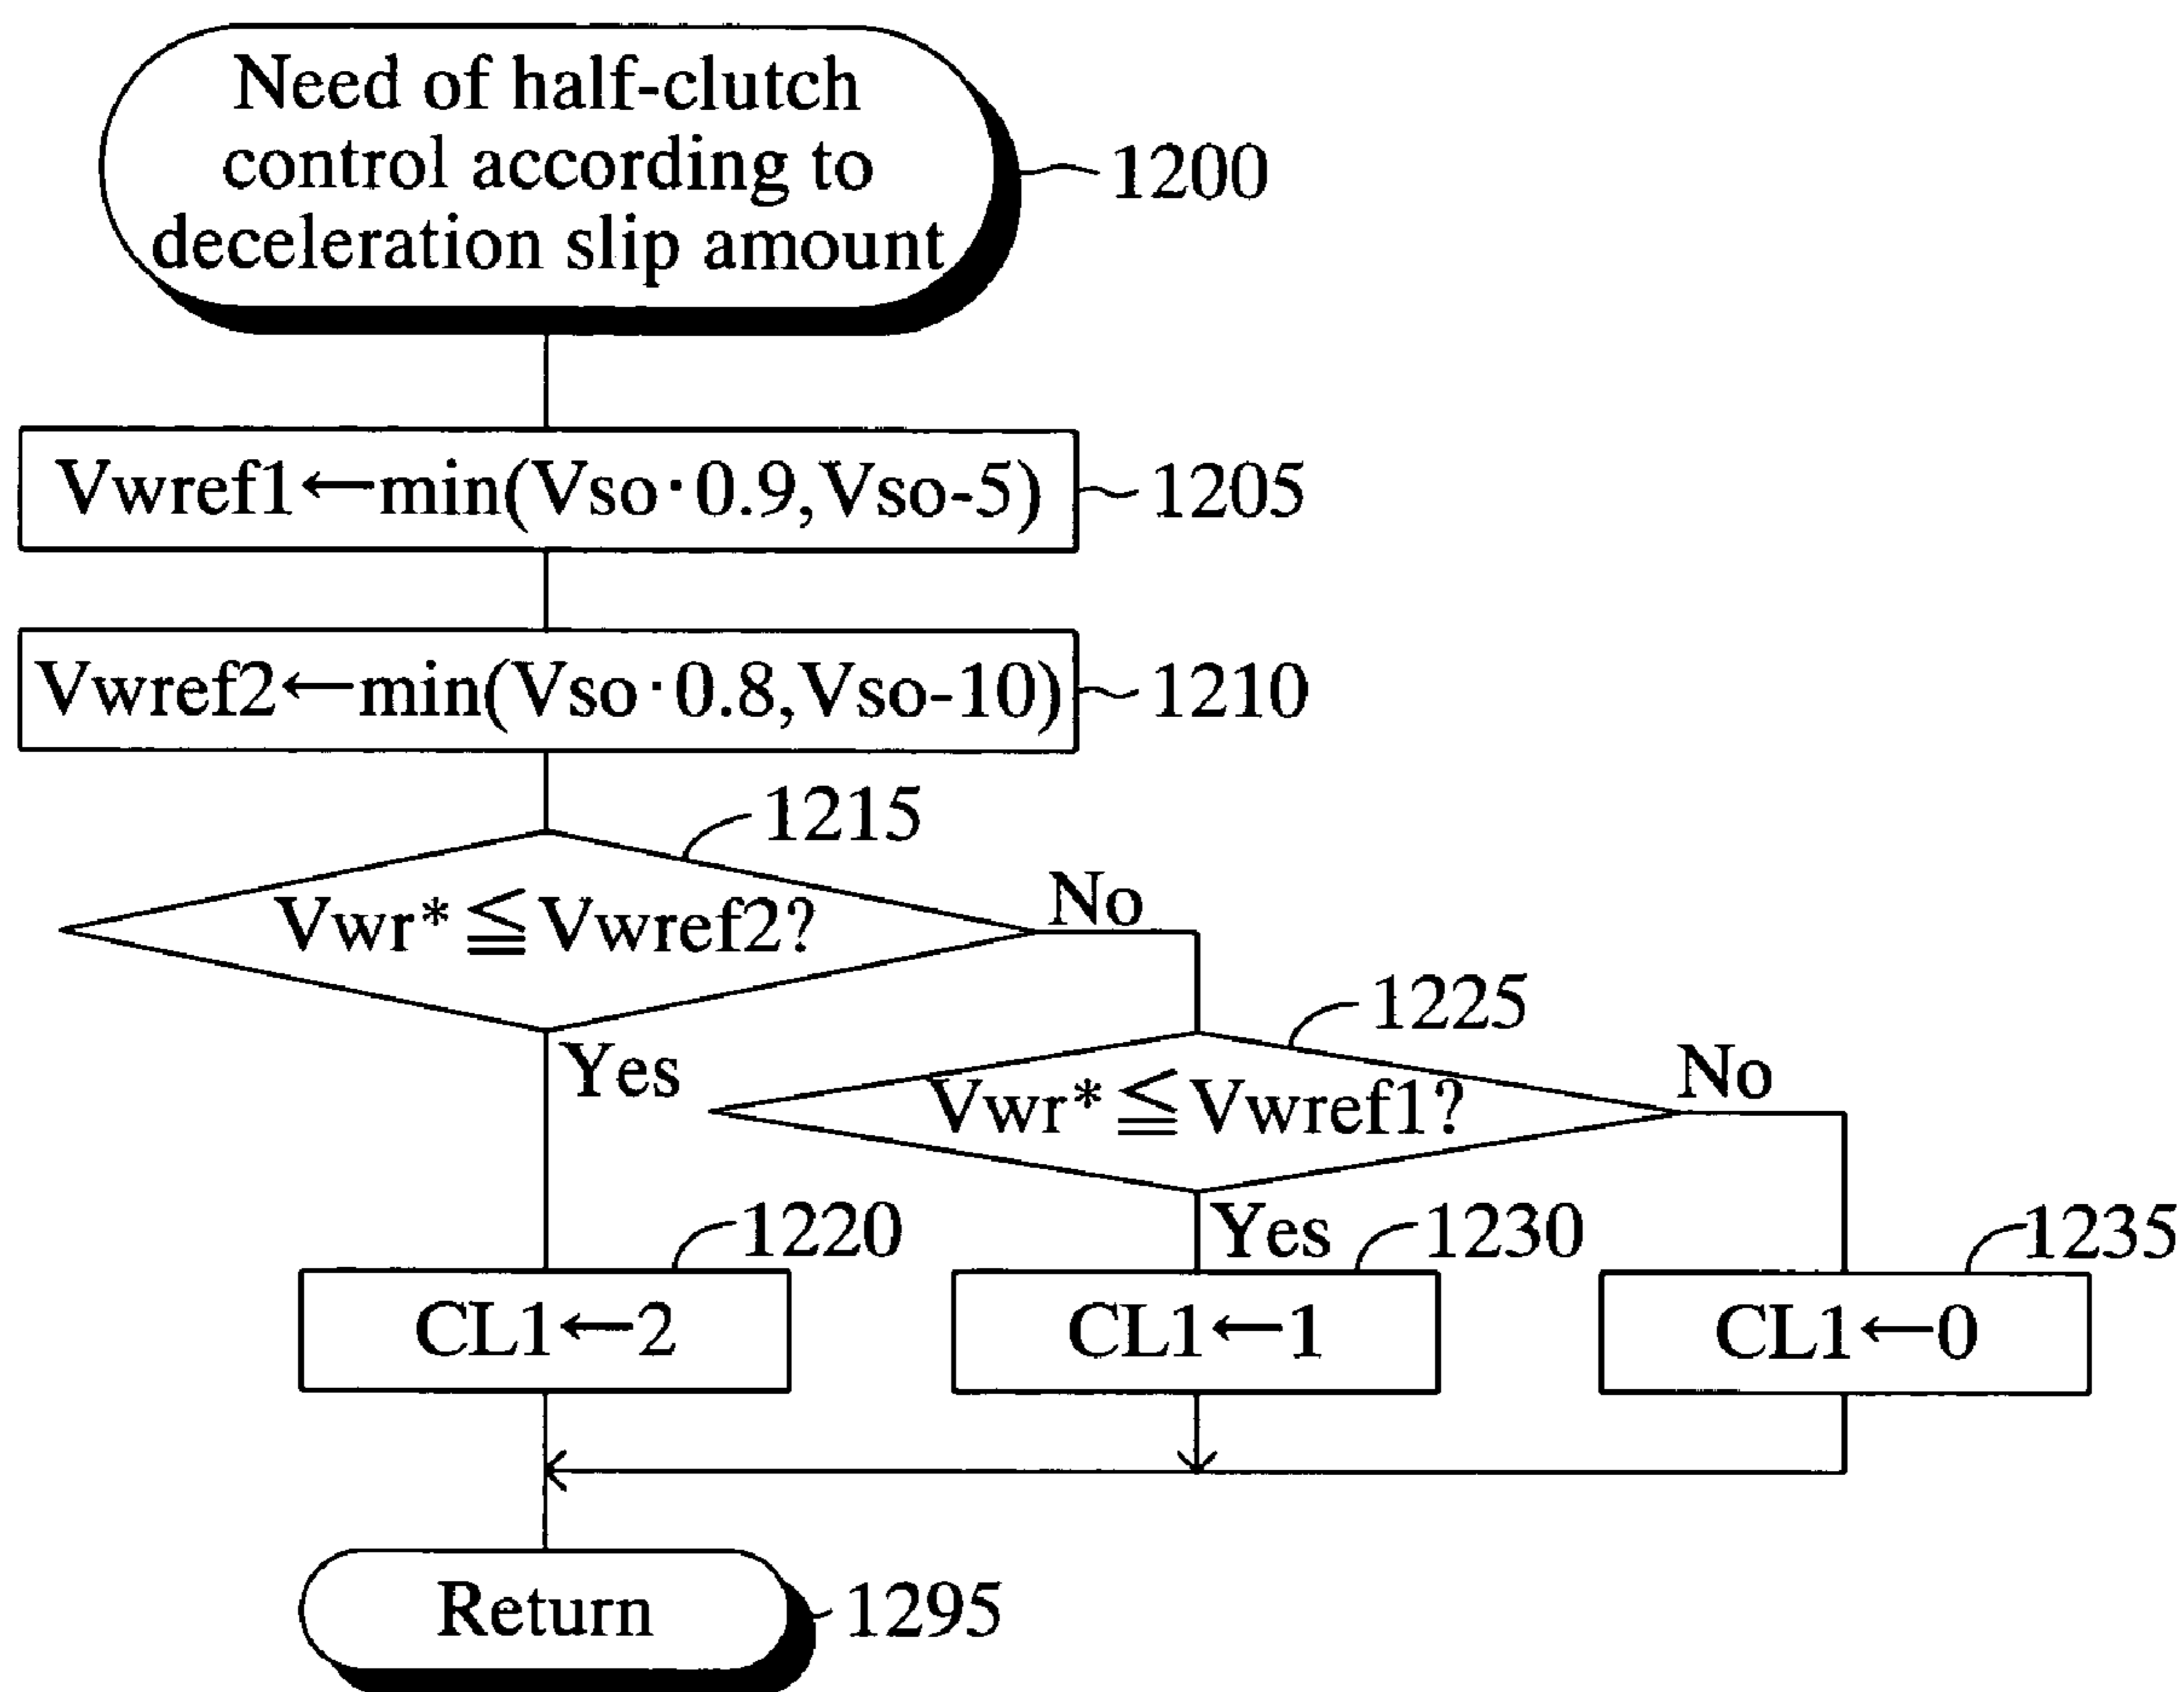 Need of half-clutch
control according to
deceleration slip amount
1200
Vwref1←min(Vso·0.9,Vso-5)
1205
Vwref2←min(Vso·0.8,Vso-10)
1210
1215
Vwr*≦Vwref2?
No
Yes
1225
Vwr*≦Vwref1?
No
Yes
1220
CL1←2
1230
CL1←1
1235
CL1←0
Return
1295